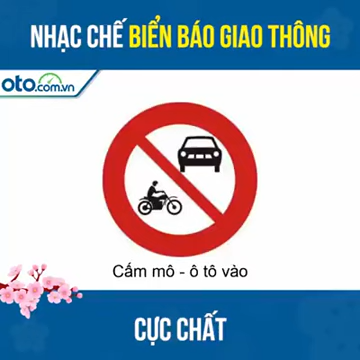 NHẠC CHẾ BIỂN BÁO GIAO THÔNG
oto.com.vn
Cấm mô - ô tô vào
CỰC CHẤT